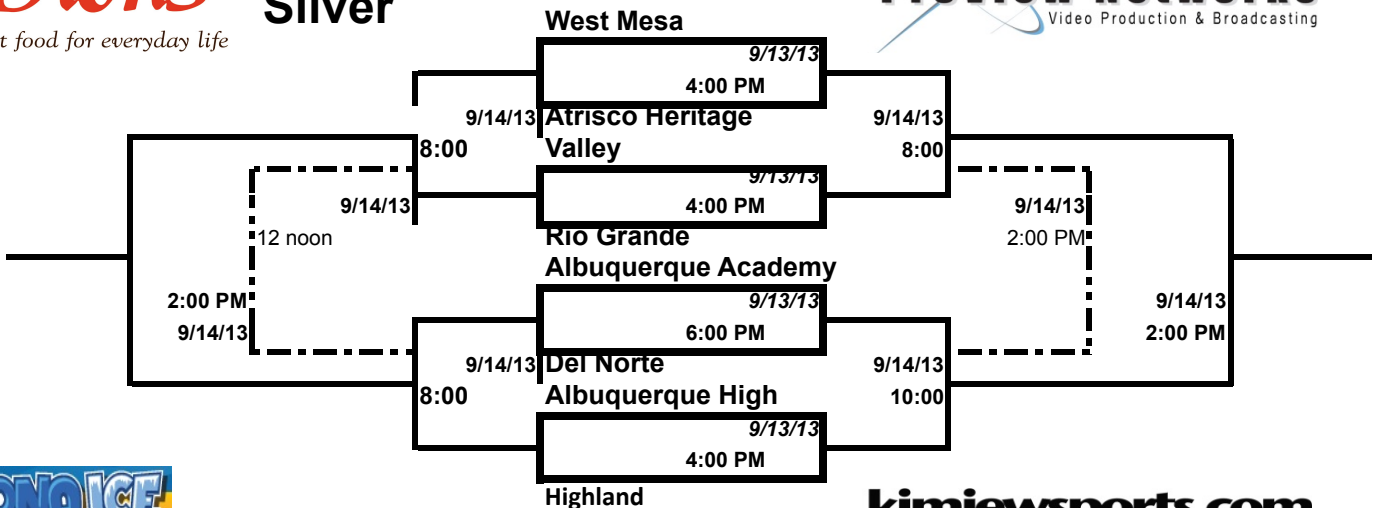 Silver
t food for everyday life
Video Production & Broadcasting
West Mesa
9/13/13
4:00 PM
9/14/13
Atrisco Heritage
9/14/13
8:00
Valley
8:00
9/13/13
9/14/13
4:00 PM
9/14/13
12 noon
Rio Grande
2:00 PM
Albuquerque Academy
2:00 PM
9/13/13
9/14/13
9/14/13
6:00 PM
2:00 PM
9/14/13
Del Norte
9/14/13
8:00
Albuquerque High
10:00
9/13/13
4:00 PM
Highland
kimjewsports.com